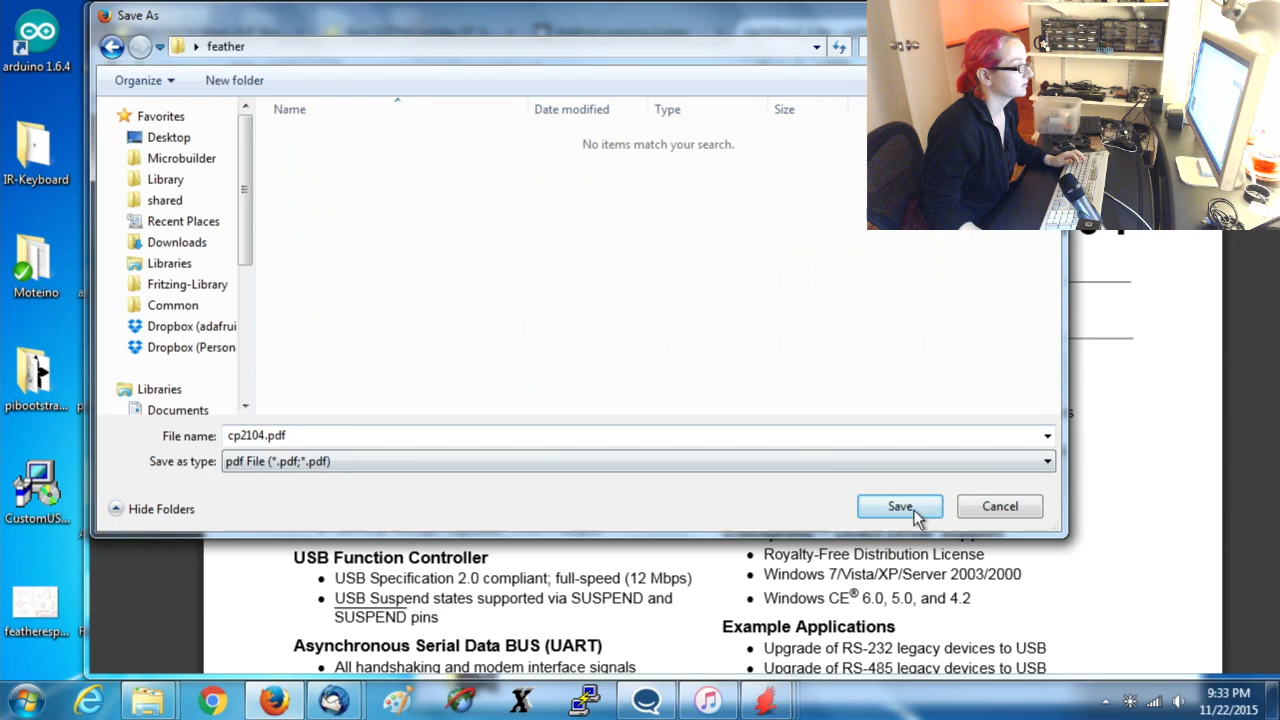 Save As
feather
Organize
New folder
Name
Date modified
Type
Size
No items match your search.
Favorites
Desktop
Microbuilder
Library
shared
Recent Places
Downloads
Libraries
Fritzing-Library
Common
Dropbox (adafrui
Dropbox (Person
Libraries
Documents
File name: cp2104.pdf
Save as type: pdf File (*.pdf;*.pdf)
Hide Folders
Save
Cancel
arduino 1.6.4
IR-Keyboard
Moteino
pibootstra...
CustomUS...
featheresp...
USB Function Controller
• USB Specification 2.0 compliant; full-speed (12 Mbps)
• USB Suspend states supported via SUSPEND and
SUSPEND pins
Asynchronous Serial Data BUS (UART)
• All handshaking and modem interface signals
• Royalty-Free Distribution License
• Windows 7/Vista/XP/Server 2003/2000
• Windows CE® 6.0, 5.0, and 4.2
Example Applications
• Upgrade of RS-232 legacy devices to USB
• Upgrade of RS-485 legacy devices to USB
9:33 PM
11/22/2015